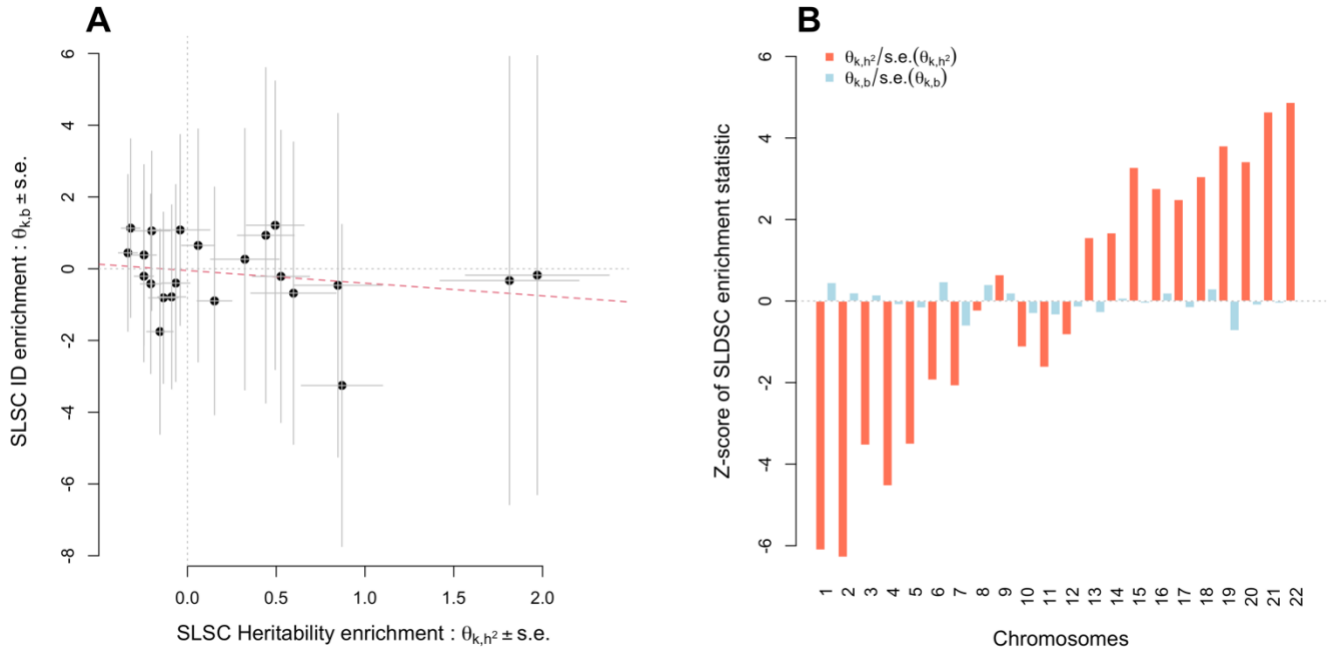 A
6
4
2
0
-2
-4
-6
-8
SLSC ID enrichment : θk,b ± s.e.
0.0 0.5 1.0 1.5 2.0
SLSC Heritability enrichment : θk,h² ± s.e.
B
θk,h²/s.e.(θk,h²)
θk,b/s.e.(θk,b)
6
4
2
0
-2
-4
-6
Z-score of SLDSC enrichment statistic
1 2 3 4 5 6 7 8 9 10 11 12 13 14 15 16 17 18 19 20 21 22
Chromosomes